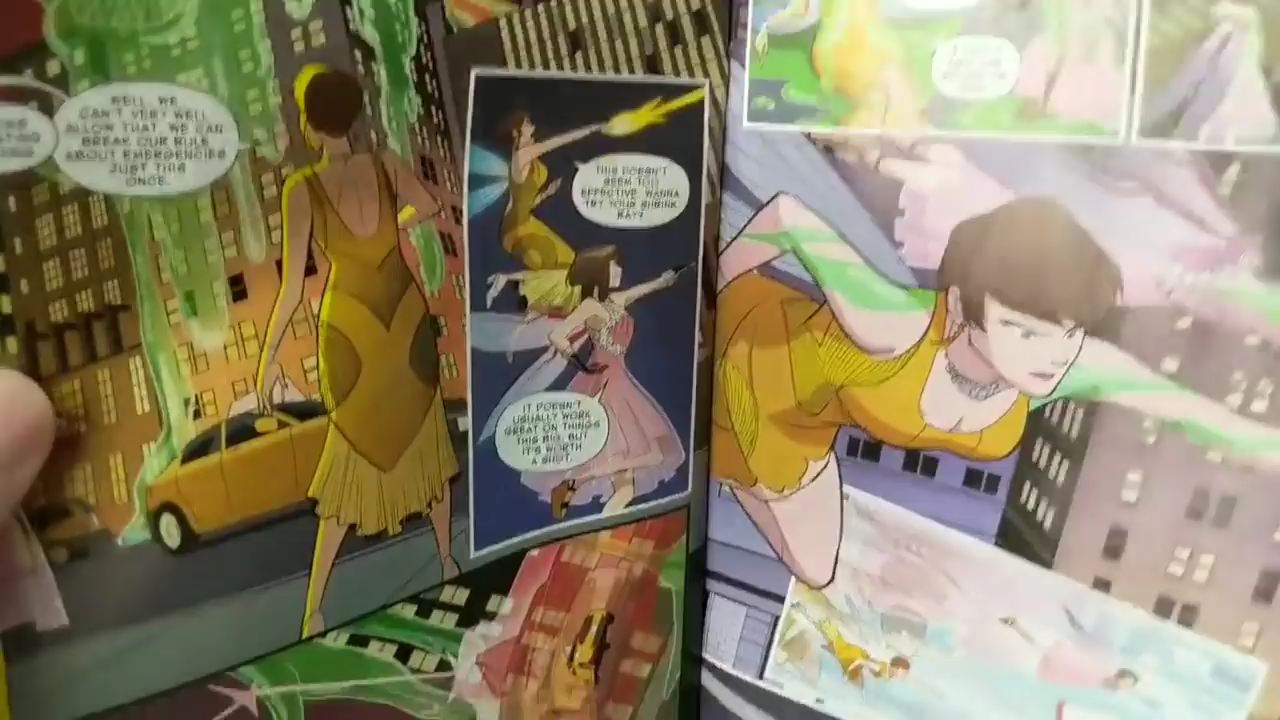 WELL, WE
CAN'T VERY WELL
ALLOW THAT. WE CAN
BREAK OUR RULE
ABOUT EMERGENCIES
JUST THIS
ONCE.
THIS DOESN'T
SEEM TOO
EFFECTIVE. WANNA
TRY YOUR SHRINK
RAY?
IT DOESN'T
USUALLY WORK
GREAT ON THINGS
THIS BIG, BUT
IT'S WORTH
A SHOT.